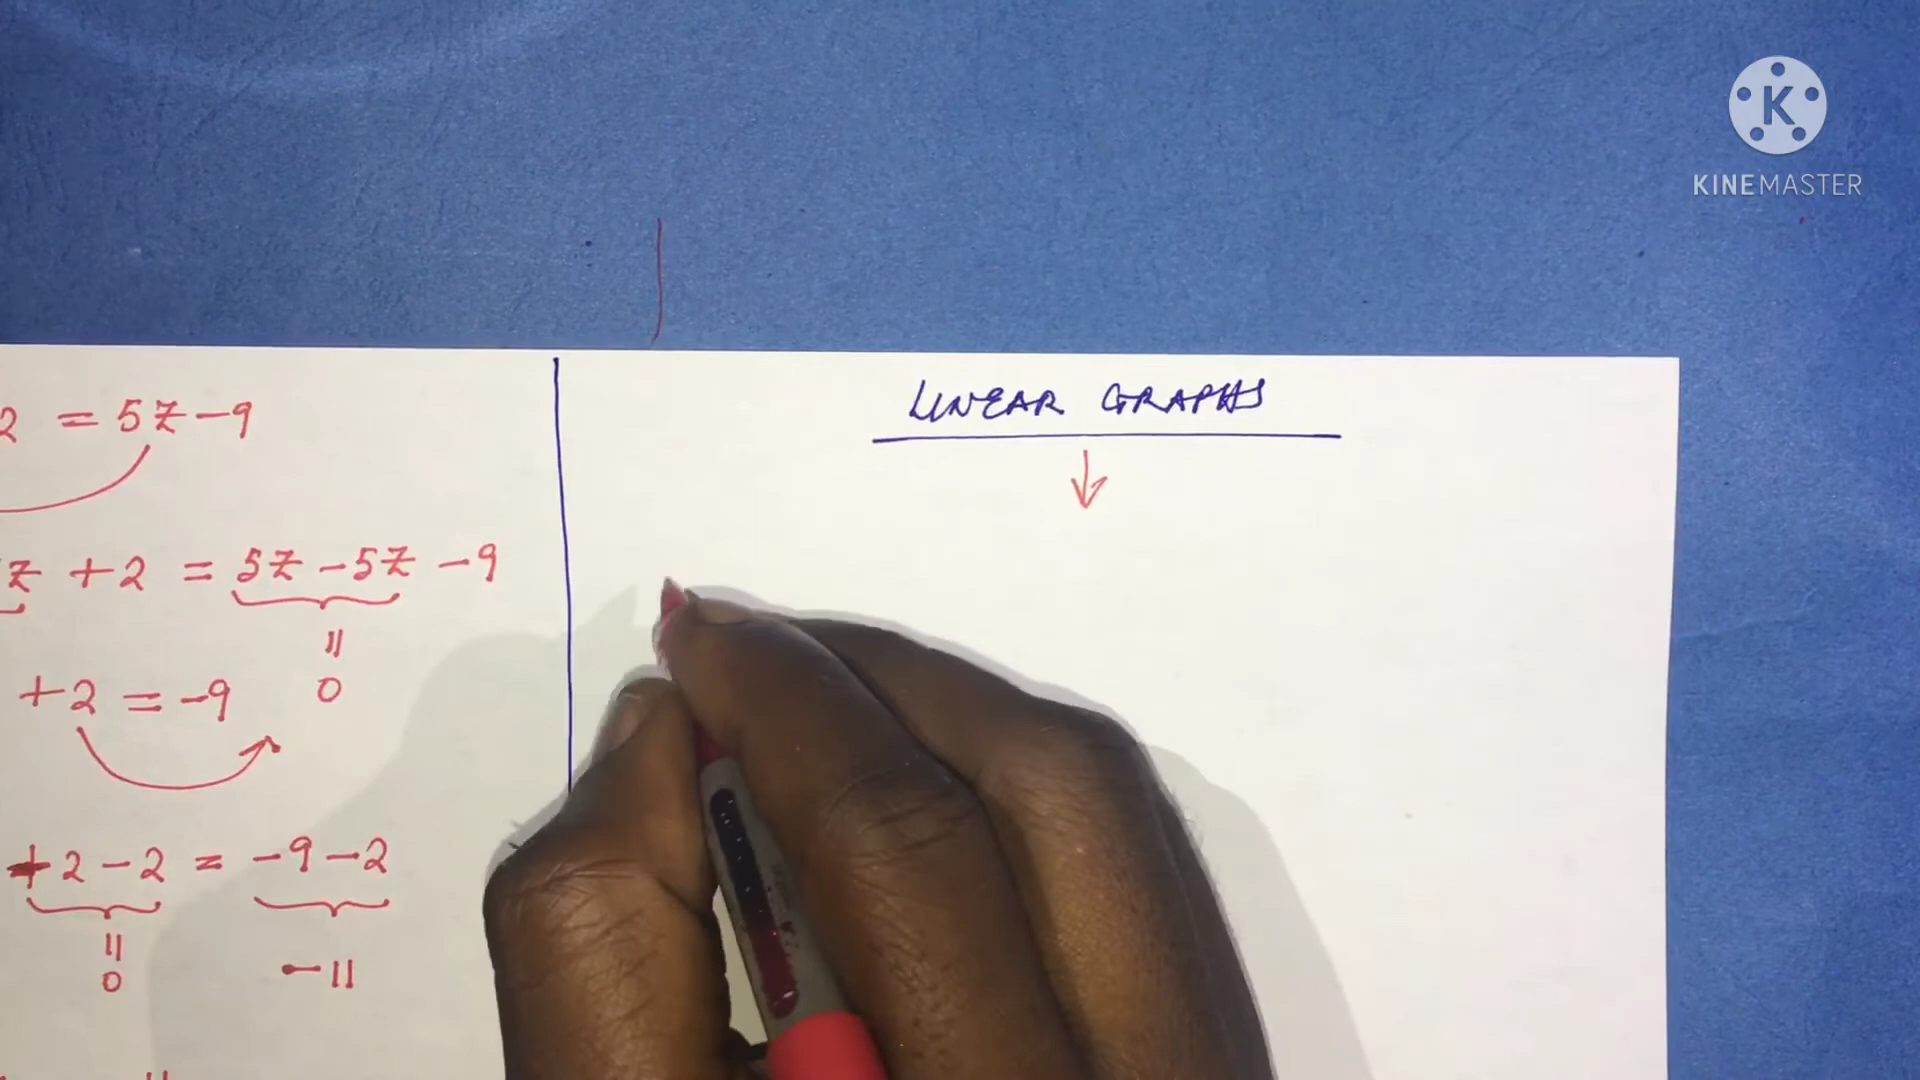 2 = 5z - 9
z + 2 = 5z - 5z - 9
"
0
+ 2 = -9
+ 2 - 2 = -9 - 2
"
0
-11
LINEAR GRAPHS
↓
KINEMASTER
K